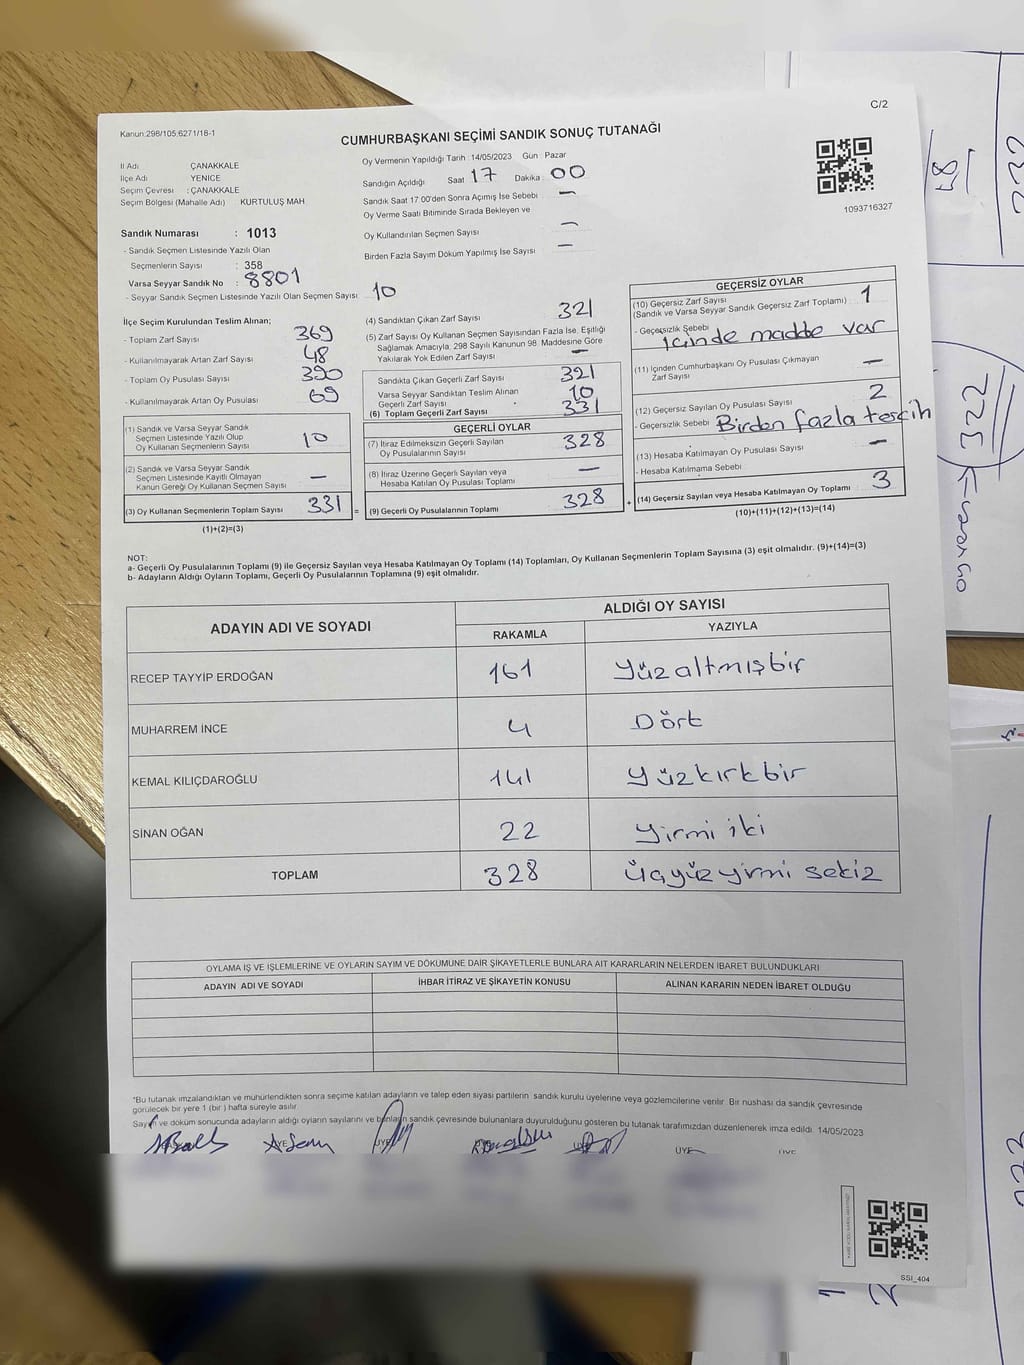 C/2
Kanun:298/105.6271/18-1
CUMHURBAŞKANI SEÇİMİ SANDIK SONUÇ TUTANAĞI
İl Adı : ÇANAKKALE
İlçe Adı : YENICE
Seçim Çevresi : ÇANAKKALE
Seçim Bölgesi (Mahalle Adı) : KURTULUŞ MAH
Sandık Numarası : 1013
- Sandık Seçmen Listesinde Yazılı Olan
Seçmenlerin Sayısı : 358
Varsa Seyyar Sandık No : 8801
- Seyyar Sandık Seçmen Listesinde Yazılı Olan Seçmen Sayısı 10
Oy Vermenin Yapıldığı Tarih : 14/05/2023 Gün : Pazar
Sandığın Açıldığı Saat 17 Dakika : 00
Sandık Saat 17 00'den Sonra Açımış İse Sebebi —
Oy Verme Saati Bitiminde Sırada Bekleyen ve
Oy Kullandırılan Seçmen Sayısı —
Birden Fazla Sayım Döküm Yapılmış İse Sayısı —
1093716327
İlçe Seçim Kurulundan Teslim Alınan;
- Toplam Zarf Sayısı 369
- Kullanılmayarak Artan Zarf Sayısı 48
- Toplam Oy Pusulası Sayısı 390
- Kullanılmayarak Artan Oy Pusulası 69
(1) Sandık ve Varsa Seyyar Sandık
Seçmen Listesinde Yazılı Olup
Oy Kullanan Seçmenlerin Sayısı 10
(2) Sandık ve Varsa Seyyar Sandık
Seçmen Listesinde Kayıtlı Olmayan
Kanun Gereği Oy Kullanan Seçmen Sayısı —
(3) Oy Kullanan Seçmenlerin Toplam Sayısı 331
(1)+(2)=(3)
(4) Sandıktan Çıkan Zarf Sayısı 321
(5) Zarf Sayısı Oy Kullanan Seçmen Sayısından Fazla İse, Eşitliği
Sağlamak Amacıyla, 298 Sayılı Kanunun 98. Maddesine Göre
Yakılarak Yok Edilen Zarf Sayısı —
Sandıkta Çıkan Geçerli Zarf Sayısı 321
Varsa Seyyar Sandıktan Teslim Alınan
Geçerli Zarf Sayısı 10
(6) Toplam Geçerli Zarf Sayısı 331
GEÇERLİ OYLAR
(7) İtiraz Edilmeksizin Geçerli Sayılan
Oy Pusulalarının Sayısı 328
(8) İtiraz Üzerine Geçerli Sayılan veya
Hesaba Katılan Oy Pusulası Toplamı —
= (9) Geçerli Oy Pusulalarının Toplamı 328
GEÇERSİZ OYLAR
(10) Geçersiz Zarf Sayısı
(Sandık ve Varsa Seyyar Sandık Geçersiz Zarf Toplamı) 1
- Geçersizlik Sebebi içinde madde var
(11) İçinden Cumhurbaşkanı Oy Pusulası Çıkmayan
Zarf Sayısı —
(12) Geçersiz Sayılan Oy Pusulası Sayısı 2
- Geçersizlik Sebebi Birden fazla tercih
(13) Hesaba Katılmayan Oy Pusulası Sayısı —
- Hesaba Katılmama Sebebi
+ (14) Geçersiz Sayılan veya Hesaba Katılmayan Oy Toplamı 3
(10)+(11)+(12)+(13)=(14)
NOT:
a- Geçerli Oy Pusulalarının Toplamı (9) ile Geçersiz Sayılan veya Hesaba Katılmayan Oy Toplamı (14) Toplamları, Oy Kullanan Seçmenlerin Toplam Sayısına (3) eşit olmalıdır. (9)+(14)=(3)
b- Adayların Aldığı Oyların Toplamı, Geçerli Oy Pusulalarının Toplamına (9) eşit olmalıdır.
ADAYIN ADI VE SOYADI
ALDIĞI OY SAYISI
RAKAMLA YAZIYLA
RECEP TAYYİP ERDOĞAN 161 Yüz altmışbir
MUHARREM İNCE 4 Dört
KEMAL KILIÇDAROĞLU 141 Yüzkırkbir
SİNAN OĞAN 22 Yirmi iki
TOPLAM 328 üçyüzyirmi sekiz
OYLAMA İŞ VE İŞLEMLERİNE VE OYLARIN SAYIM VE DÖKÜMÜNE DAİR ŞİKAYETLERLE BUNLARA AİT KARARLARIN NELERDEN İBARET BULUNDUKLARI
ADAYIN ADI VE SOYADI İHBAR İTİRAZ VE ŞİKAYETİN KONUSU ALINAN KARARIN NEDEN İBARET OLDUĞU
*Bu tutanak imzalandıktan ve mühürlendikten sonra seçime katılan adayların ve talep eden siyasi partilerin sandık kurulu üyelerine veya gözlemcilerine verilir. Bir nüshası da sandık çevresinde
görülecek bir yere 1 (bir ) hafta süreyle asılır
Sayım ve döküm sonucunda adayların aldığı oyların sayılarını ve bunların sandık çevresinde bulunanlara duyurulduğunu gösteren bu tutanak tarafımızdan düzenlenerek imza edildi. 14/05/2023
ÜYE ÜYE
SSI_404
232
322